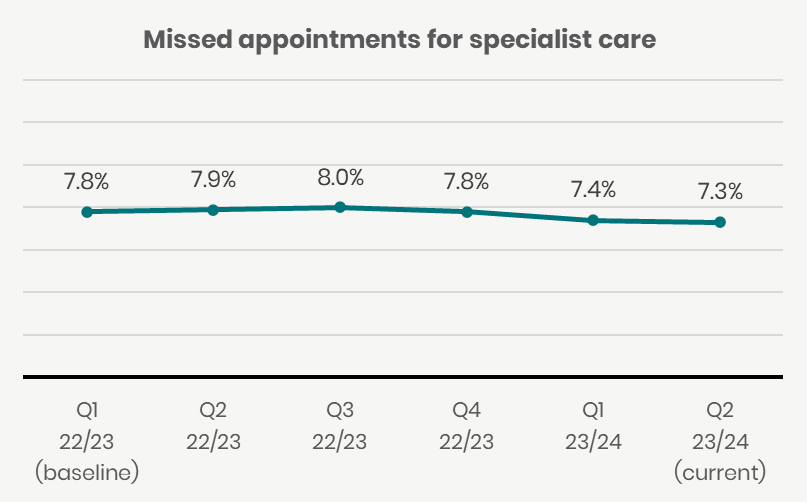 Missed appointments for specialist care
7.8%
7.9%
8.0%
7.8%
7.4%
7.3%
Q1
22/23
(baseline)
Q2
22/23
Q3
22/23
Q4
22/23
Q1
23/24
Q2
23/24
(current)